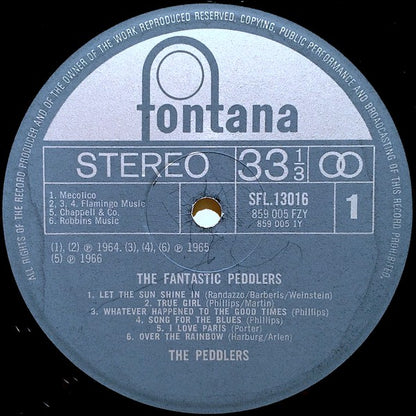 ALL RIGHTS OF THE RECORD PRODUCER AND OF THE OWNER OF THE WORK REPRODUCED RESERVED. COPYING, PUBLIC PERFORMANCE AND BROADCASTING OF THIS RECORD PROHIBITED.
fontana
STEREO 33 1/3
1. Mecolico
2, 3, 4. Flamingo Music
5. Chappell & Co.
6. Robbins Music
SFL.13016
859 005 FZY
859 005 1Y
1
(1), (2) ℗ 1964. (3), (4), (6) ℗ 1965
(5) ℗ 1966
THE FANTASTIC PEDDLERS
1. LET THE SUN SHINE IN (Randazzo/Barberis/Weinstein)
2. TRUE GIRL (Phillips/Martin)
3. WHATEVER HAPPENED TO THE GOOD TIMES (Phillips)
4. SONG FOR THE BLUES (Phillips)
5. I LOVE PARIS (Porter)
6. OVER THE RAINBOW (Harburg/Arlen)
THE PEDDLERS